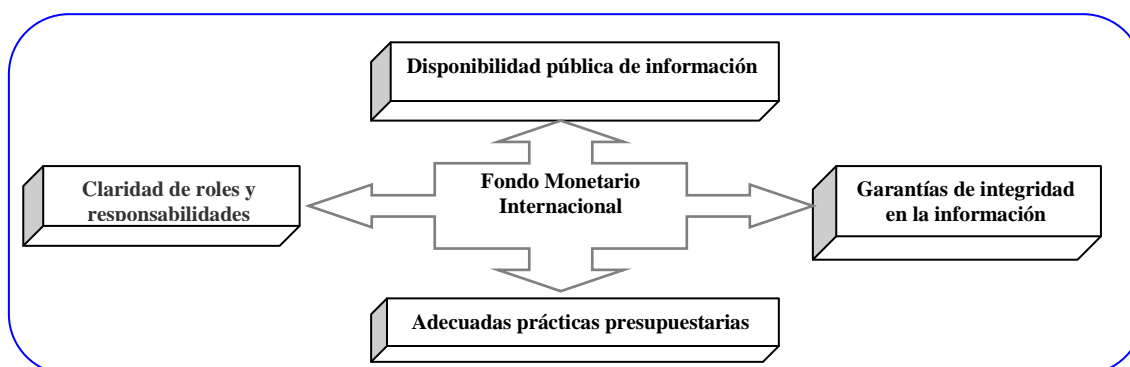 Disponibilidad pública de información
Claridad de roles y
responsabilidades
Fondo Monetario
Internacional
Garantías de integridad
en la información
Adecuadas prácticas presupuestarias